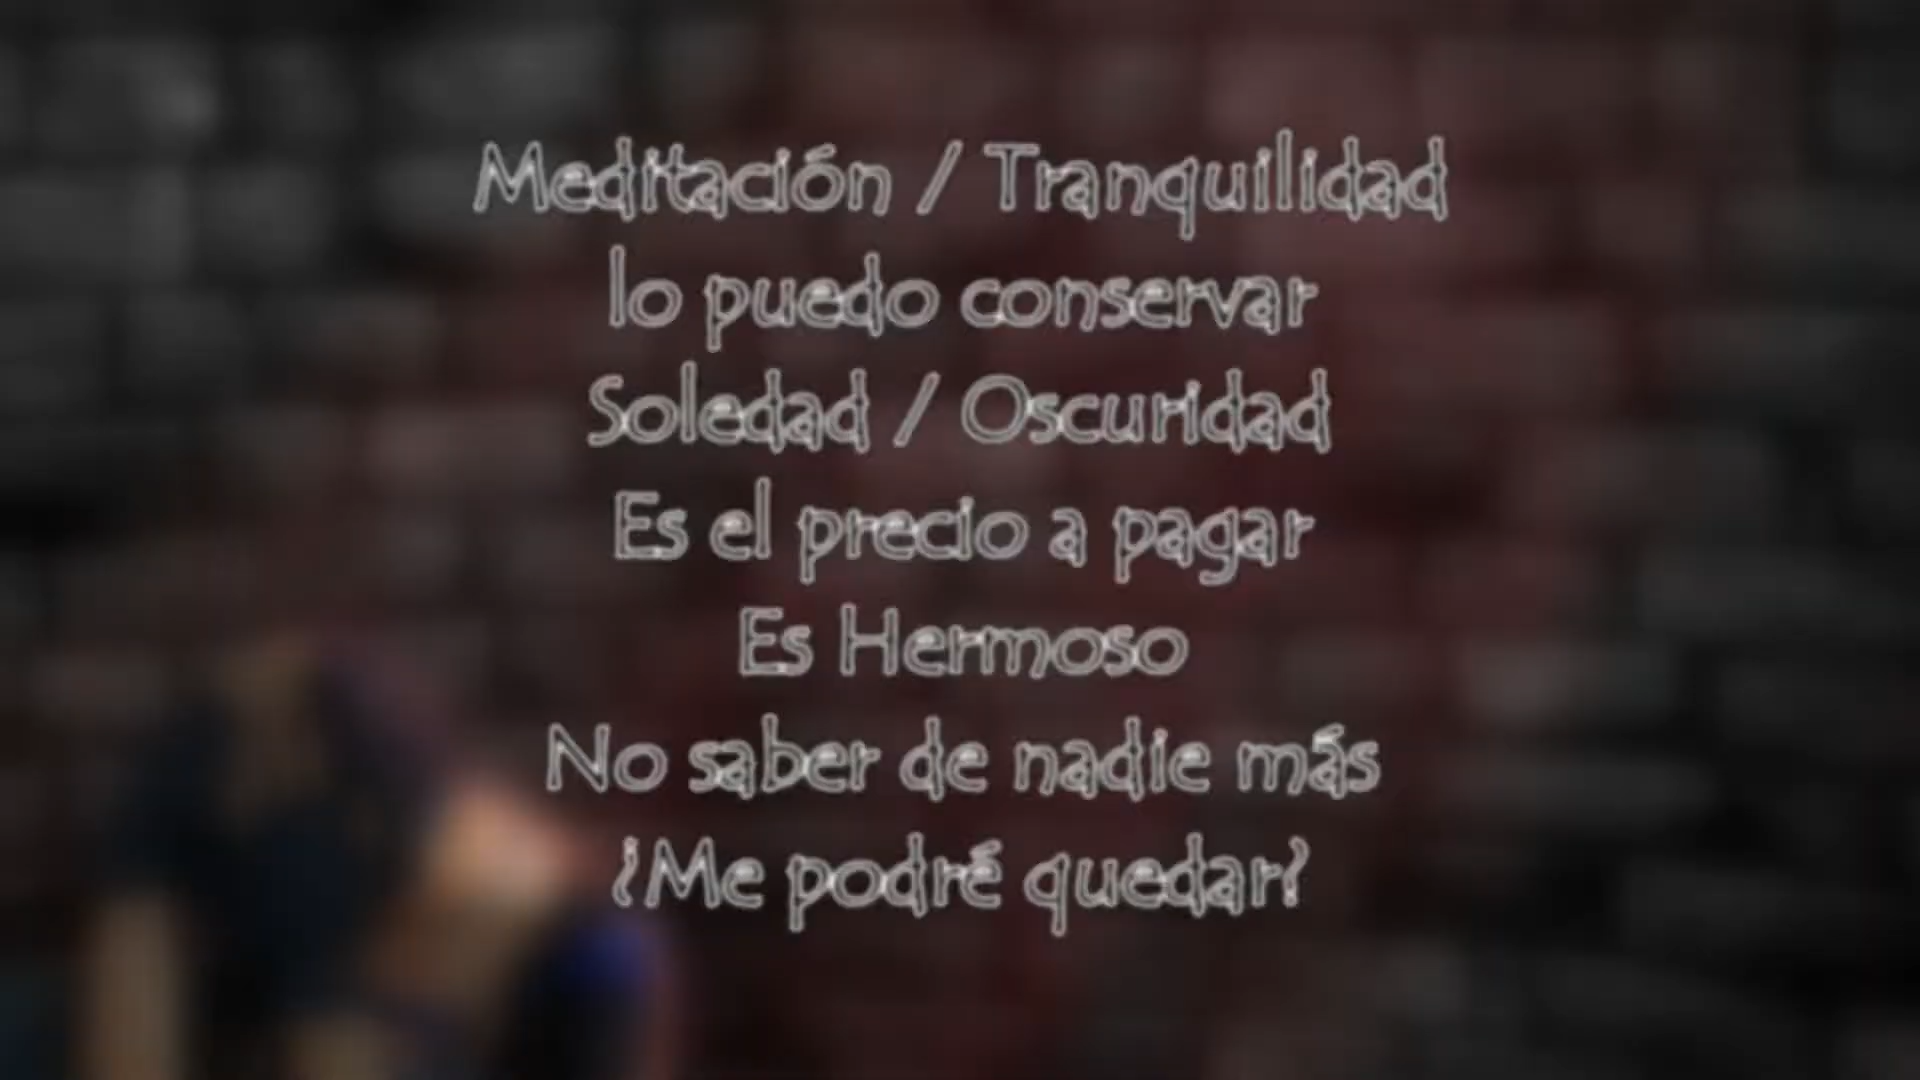 Meditación / Tranquilidad
lo puedo conservar
Soledad / Oscuridad
Es el precio a pagar
Es Hermoso
No saber de nadie más
¿Me podré quedar?